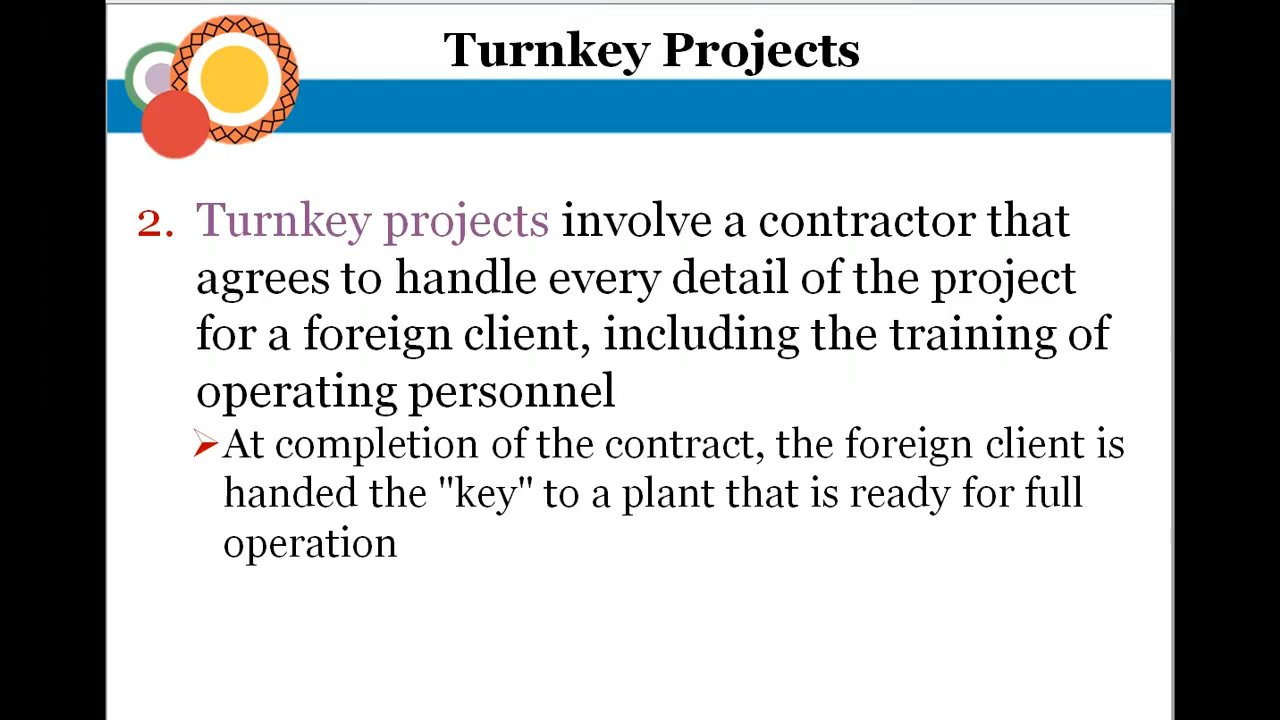 Turnkey Projects
2. Turnkey projects involve a contractor that
agrees to handle every detail of the project
for a foreign client, including the training of
operating personnel
At completion of the contract, the foreign client is
handed the "key" to a plant that is ready for full
operation